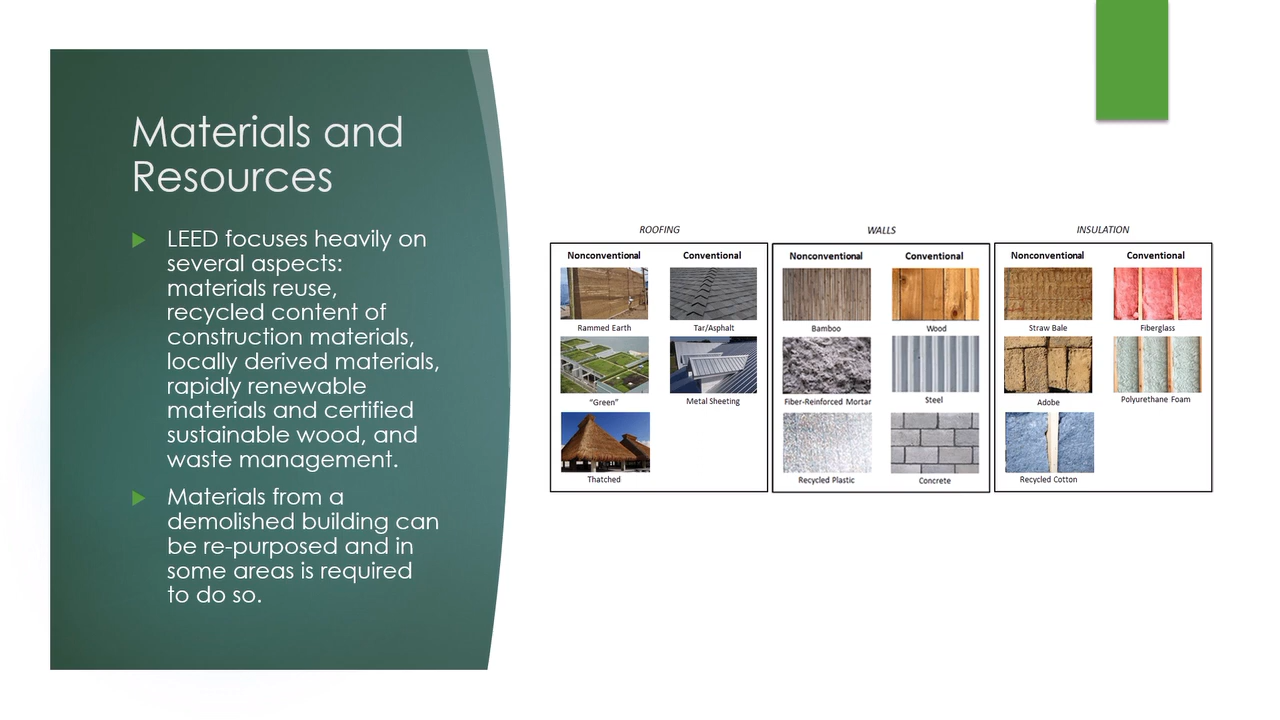 Materials and
Resources
LEED focuses heavily on
several aspects:
materials reuse,
recycled content of
construction materials,
locally derived materials,
rapidly renewable
materials and certified
sustainable wood, and
waste management.
Materials from a
demolished building can
be re-purposed and in
some areas is required
to do so.
ROOFING
Nonconventional Conventional
Rammed Earth Tar/Asphalt
“Green” Metal Sheeting
Thatched
WALLS
Nonconventional Conventional
Bamboo Wood
Fiber-Reinforced Mortar Steel
Recycled Plastic Concrete
INSULATION
Nonconventional Conventional
Straw Bale Fiberglass
Adobe Polyurethane Foam
Recycled Cotton